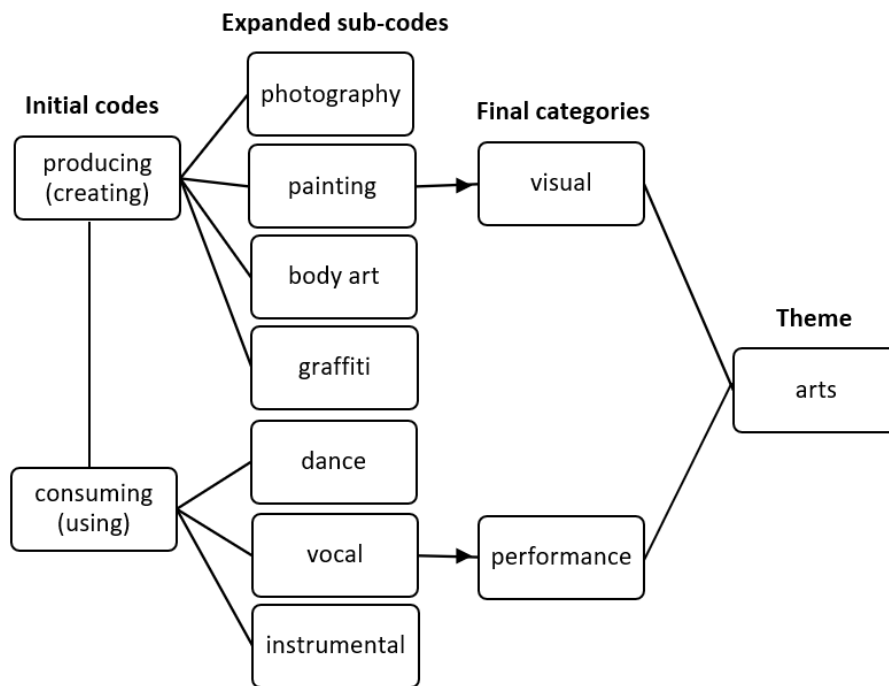 Expanded sub-codes
photography
Initial codes
Final categories
producing
(creating)
painting
visual
body art
graffiti
Theme
arts
dance
consuming
(using)
vocal
performance
instrumental